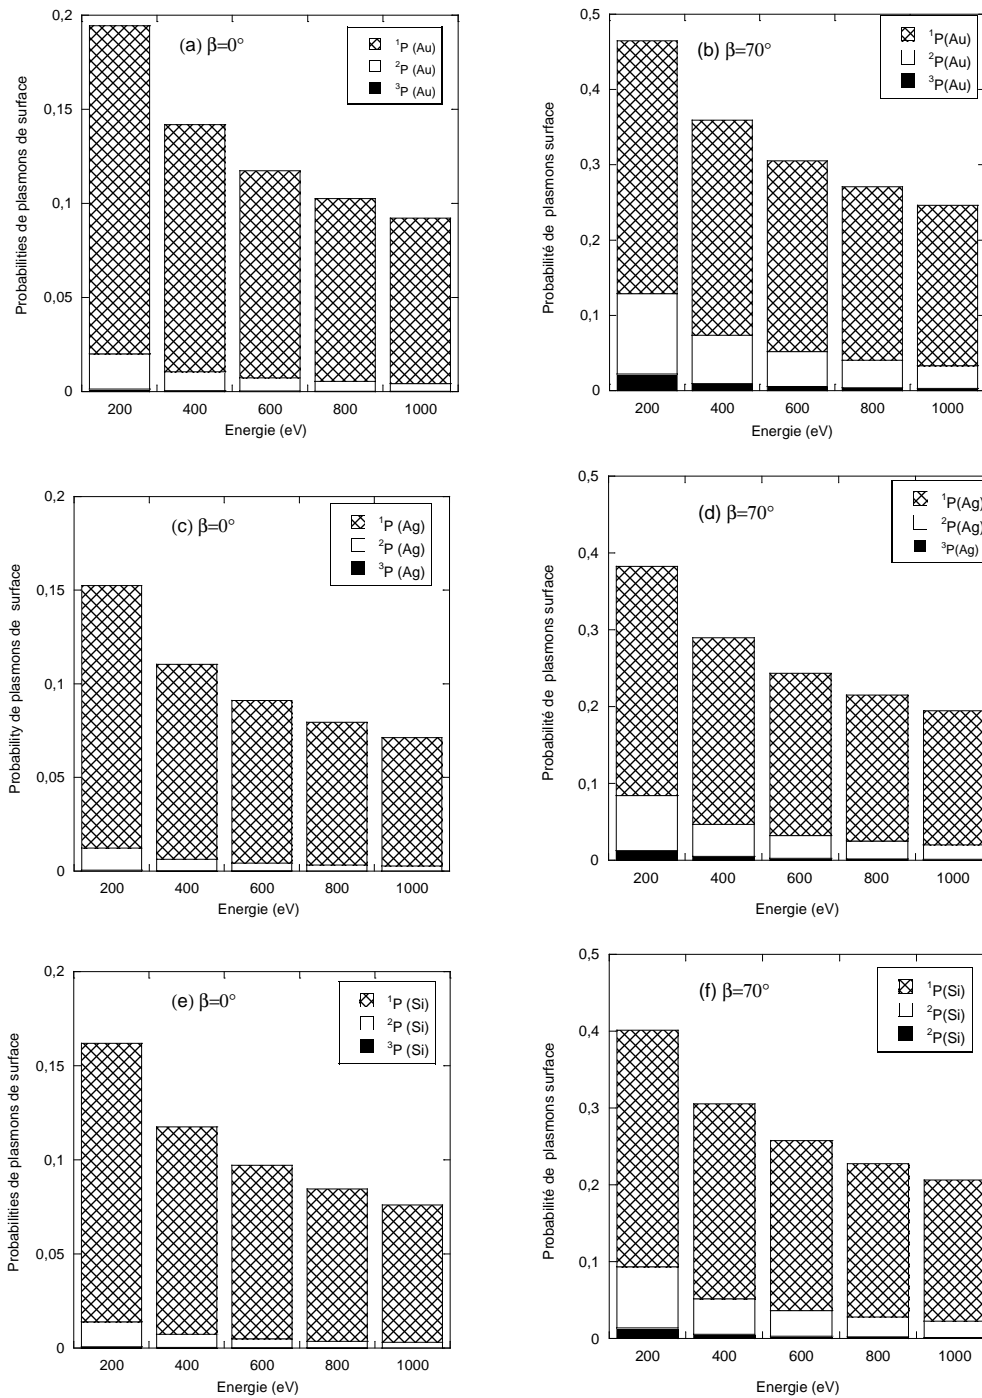 0,2
0,15
0,1
0,05
0
Probabilities de plasmons de surface
(a) β=0°
¹P (Au)
²P (Au)
³P (Au)
200 400 600 800 1000
Energie (eV)
0,5
0,4
0,3
0,2
0,1
0
Probabilité de plasmons surface
(b) β=70°
¹P(Au)
²P(Au)
³P(Au)
200 400 600 800 1000
Energie (eV)
0,2
0,15
0,1
0,05
0
Probability de plasmons de surface
(c) β=0°
¹P (Ag)
²P (Ag)
³P (Ag)
200 400 600 800 1000
Energie (eV)
0,5
0,4
0,3
0,2
0,1
0
Probabilité de plasmons surface
(d) β=70°
¹P(Ag)
²P(Ag)
³P(Ag)
200 400 600 800 1000
Energie (eV)
0,2
0,15
0,1
0,05
0
Probabilities de plasmons de surface
(e) β=0°
¹P (Si)
²P (Si)
³P (Si)
200 400 600 800 1000
Energie (eV)
0,5
0,4
0,3
0,2
0,1
0
Probabilité de plasmons surface
(f) β=70°
¹P(Si)
²P(Si)
²P(Si)
200 400 600 800 1000
Energie (eV)